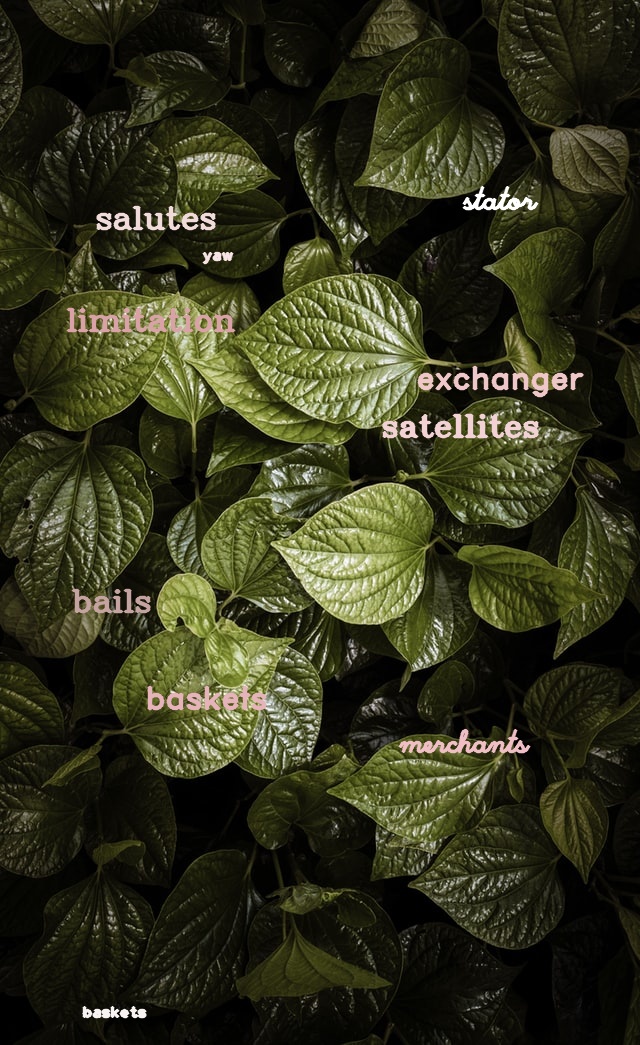 stator
salutes
yaw
limitation
exchanger
satellites
bails
baskets
merchants
baskets